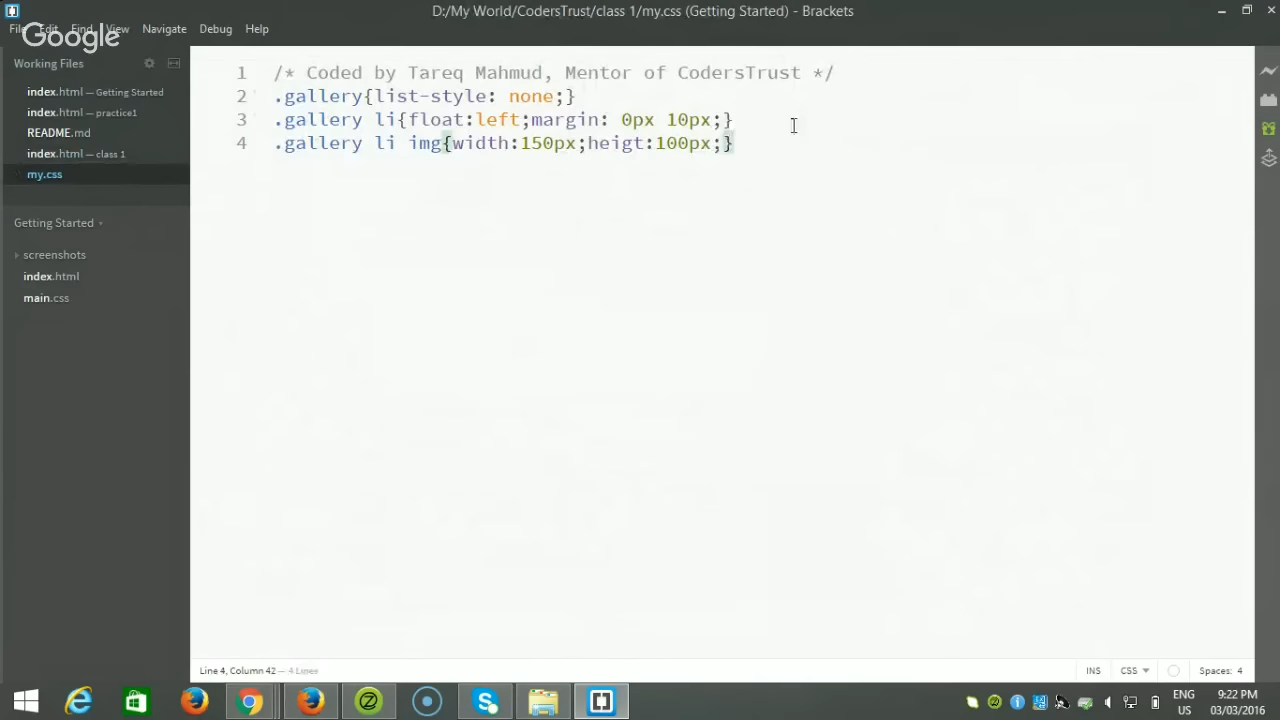 D:/My World/CodersTrust/class 1/my.css (Getting Started) - Brackets
File Edit Find View Navigate Debug Help
Google
Working Files
index.html — Getting Started
index.html — practice1
README.md
index.html — class 1
my.css
Getting Started
screenshots
index.html
main.css
1 /* Coded by Tareq Mahmud, Mentor of CodersTrust */
2 .gallery{list-style: none;}
3 .gallery li{float:left;margin: 0px 10px;}
4 .gallery li img{width:150px;heigt:100px;}
Line 4, Column 42 — 4 Lines
INS CSS Spaces: 4
ENG 9:22 PM
US 03/03/2016